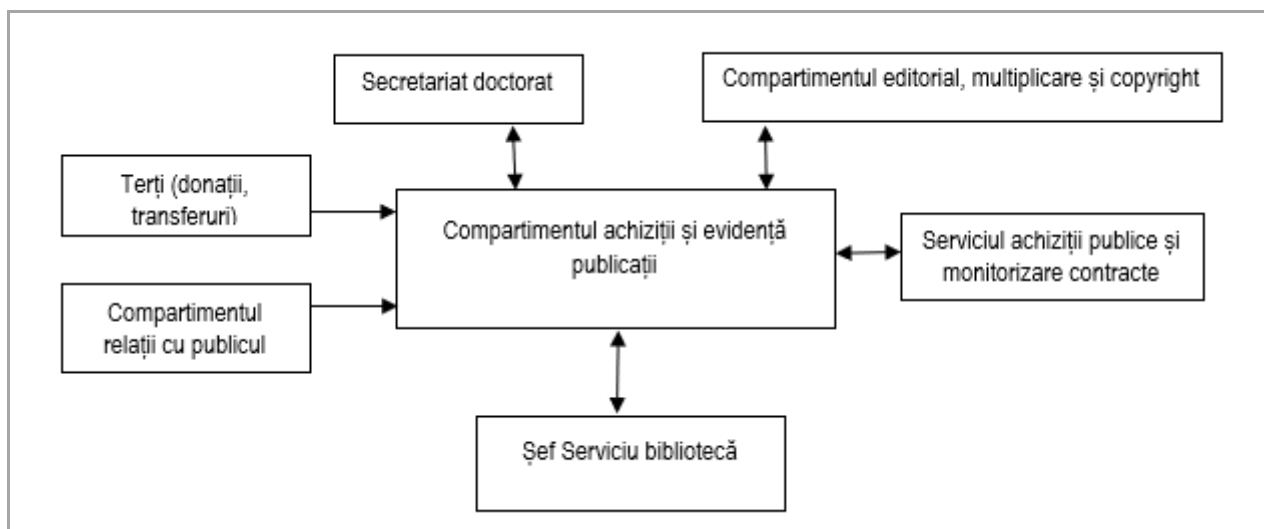 Secretariat doctorat
Compartimentul editorial, multiplicare și copyright
Terți (donații,
transferuri)
Compartimentul achiziții și evidență
publicații
Serviciul achiziții publice și
monitorizare contracte
Compartimentul
relații cu publicul
Șef Serviciu bibliotecă